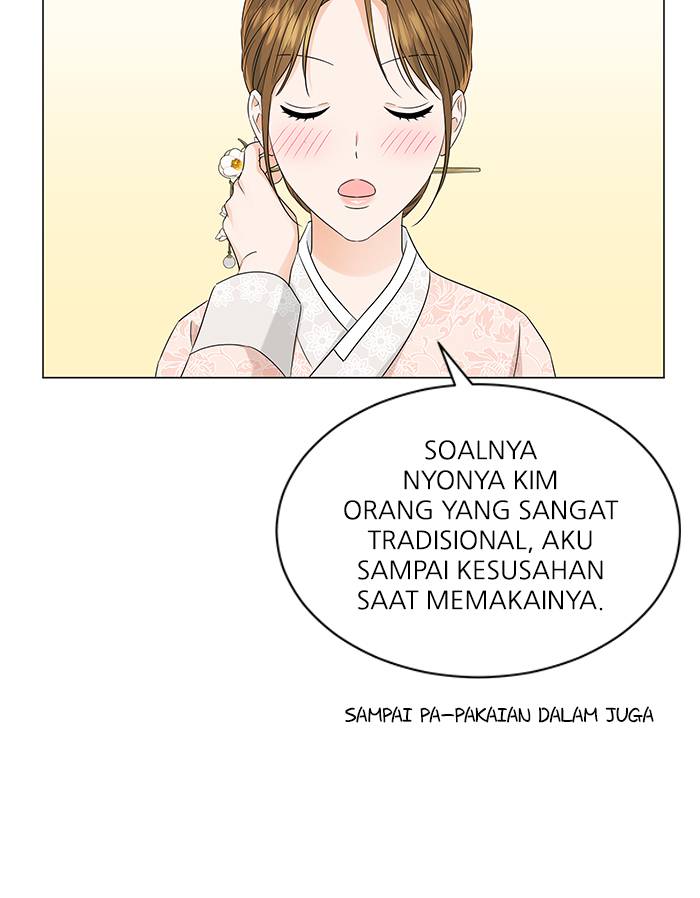 SOALNYA
NYONYA KIM
ORANG YANG SANGAT
TRADISIONAL, AKU
SAMPAI KESUSAHAN
SAAT MEMAKAINYA.
SAMPAI PA-PAKAIAN DALAM JUGA